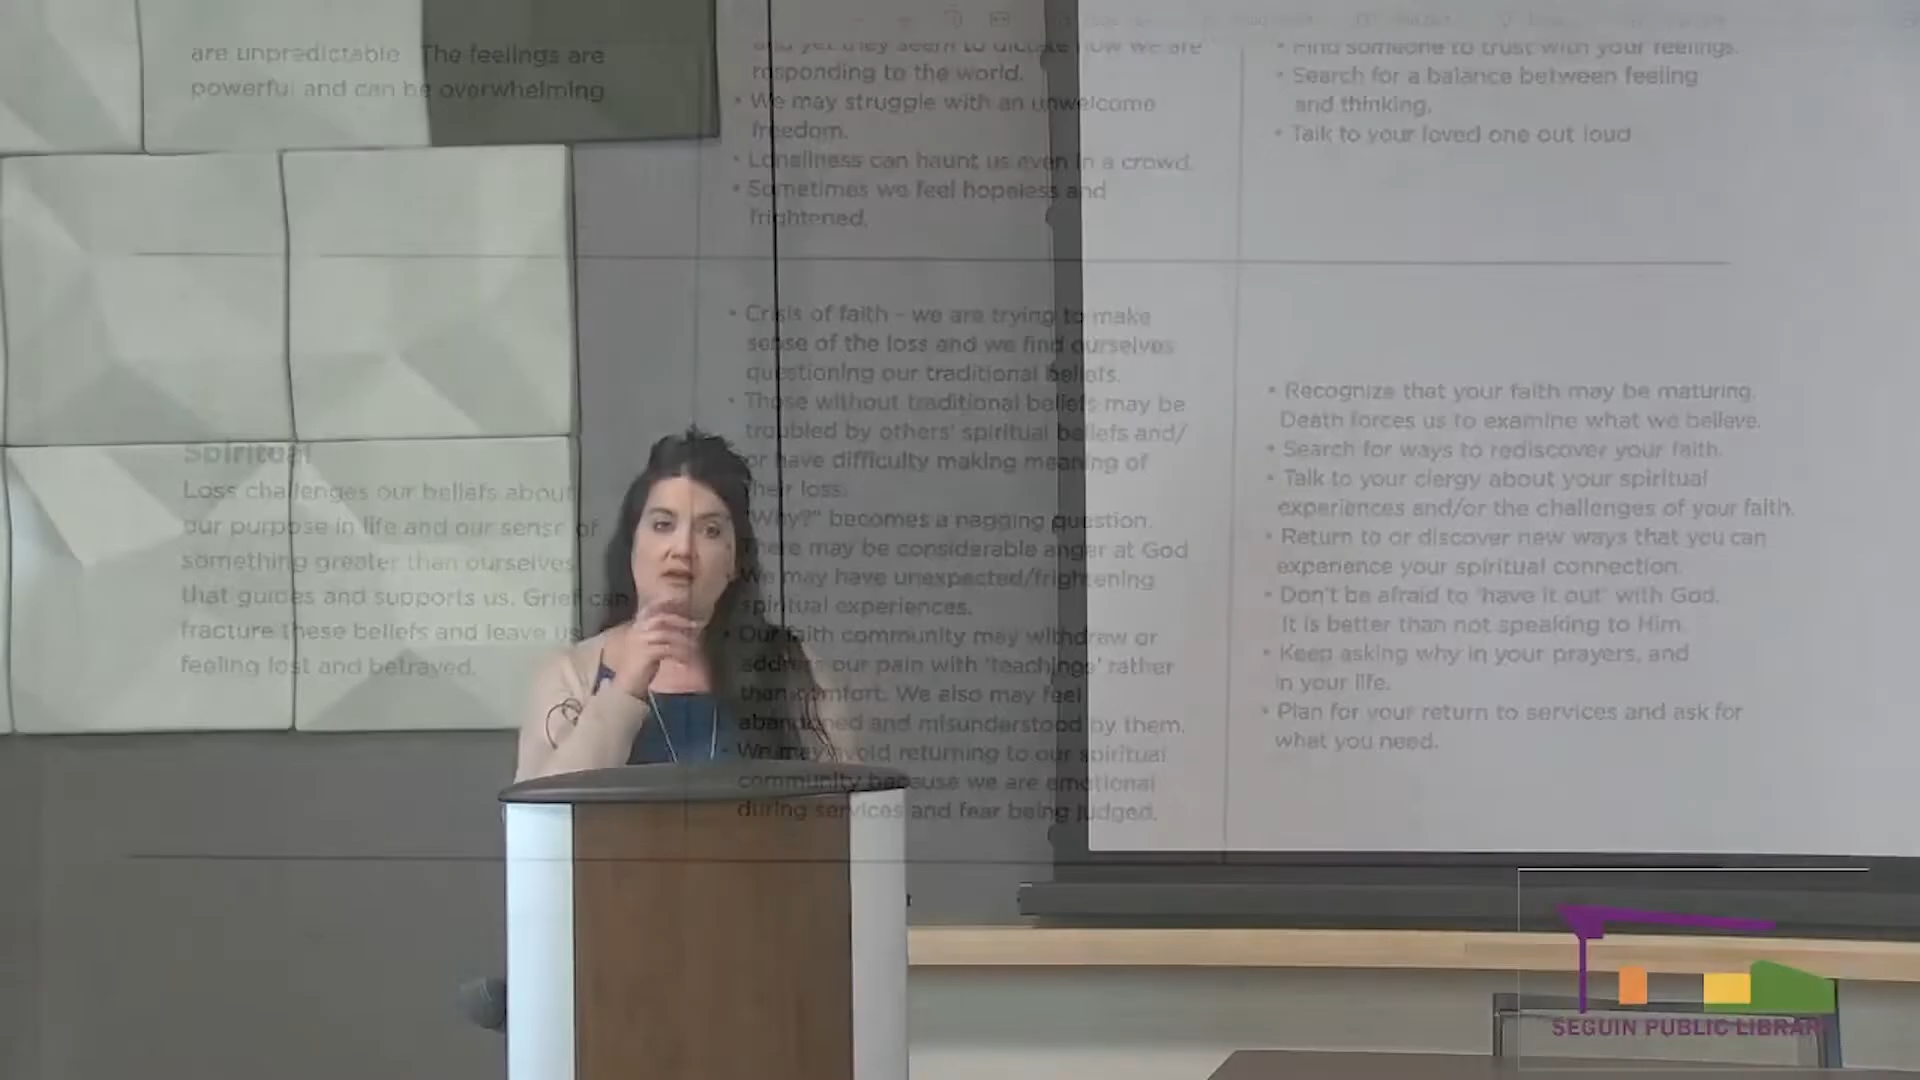 are unpredictable. The feelings are
powerful and can be overwhelming
and yet they seem to dictate how we are
responding to the world.
• We may struggle with an unwelcome
freedom.
• Loneliness can haunt us even in a crowd.
• Sometimes we feel hopeless and
frightened.
• Find someone to trust with your feelings.
• Search for a balance between feeling
and thinking.
• Talk to your loved one out loud
Spiritual
Loss challenges our beliefs about
our purpose in life and our sense of
something greater than ourselves
that guides and supports us. Grief can
fracture these beliefs and leave us
feeling lost and betrayed.
• Crisis of faith - we are trying to make
sense of the loss and we find ourselves
questioning our traditional beliefs.
• Those without traditional beliefs may be
troubled by others' spiritual beliefs and/
or have difficulty making meaning of
their loss.
"Why?" becomes a nagging question.
There may be considerable anger at God
We may have unexpected/frightening
spiritual experiences.
• Our faith community may withdraw or
address our pain with 'teachings' rather
than comfort. We also may feel
abandoned and misunderstood by them.
• We may avoid returning to our spiritual
community because we are emotional
during services and fear being judged.
• Recognize that your faith may be maturing.
Death forces us to examine what we believe.
• Search for ways to rediscover your faith.
• Talk to your clergy about your spiritual
experiences and/or the challenges of your faith.
• Return to or discover new ways that you can
experience your spiritual connection.
• Don't be afraid to 'have it out' with God.
It is better than not speaking to Him.
• Keep asking why in your prayers, and
in your life.
• Plan for your return to services and ask for
what you need.
SEGUIN PUBLIC LIBRARY